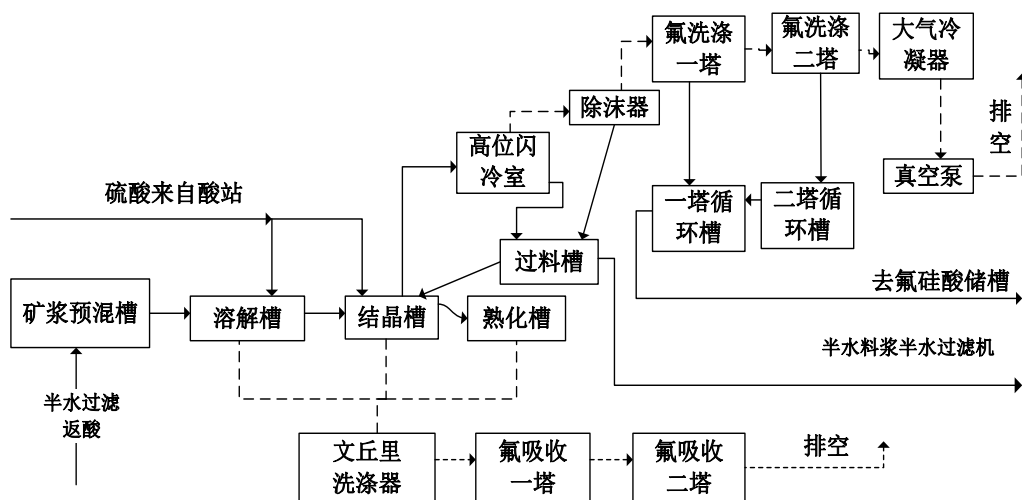 氟洗涤
一塔
氟洗涤
二塔
大气冷
凝器
除沫器
排
空
高位闪
冷室
真空泵
硫酸来自酸站
一塔循
环槽
二塔循
环槽
过料槽
去氟硅酸储槽
矿浆预混槽
溶解槽
结晶槽
熟化槽
半水料浆半水过滤机
半水过滤
返酸
文丘里
洗涤器
氟吸收
一塔
氟吸收
二塔
排空